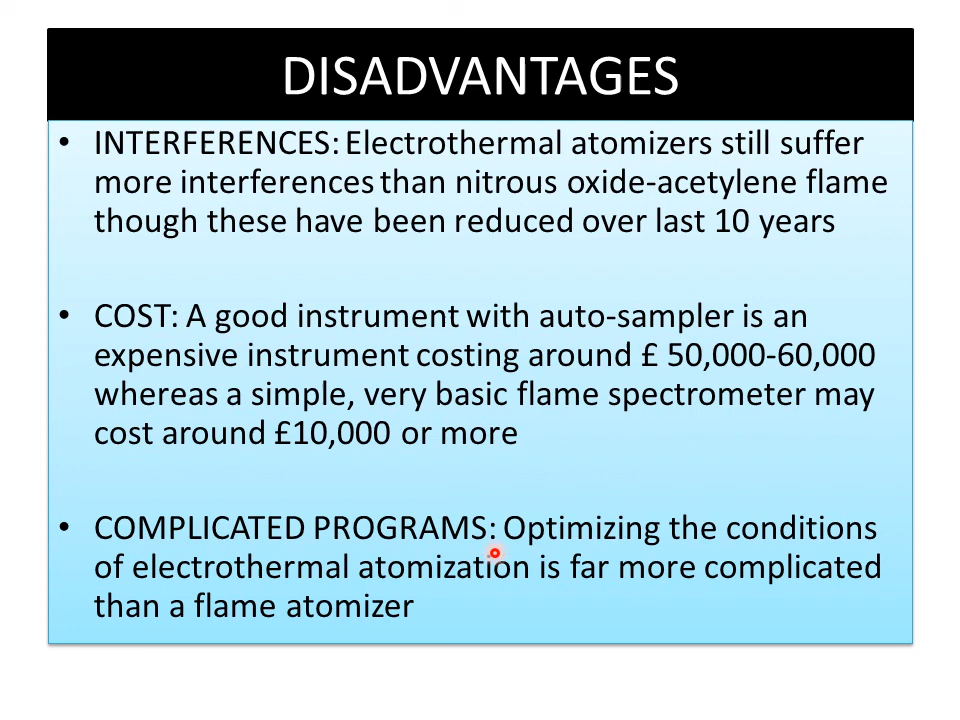 DISADVANTAGES
• INTERFERENCES: Electrothermal atomizers still suffer
more interferences than nitrous oxide-acetylene flame
though these have been reduced over last 10 years
• COST: A good instrument with auto-sampler is an
expensive instrument costing around £ 50,000-60,000
whereas a simple, very basic flame spectrometer may
cost around £10,000 or more
• COMPLICATED PROGRAMS: Optimizing the conditions
of electrothermal atomization is far more complicated
than a flame atomizer